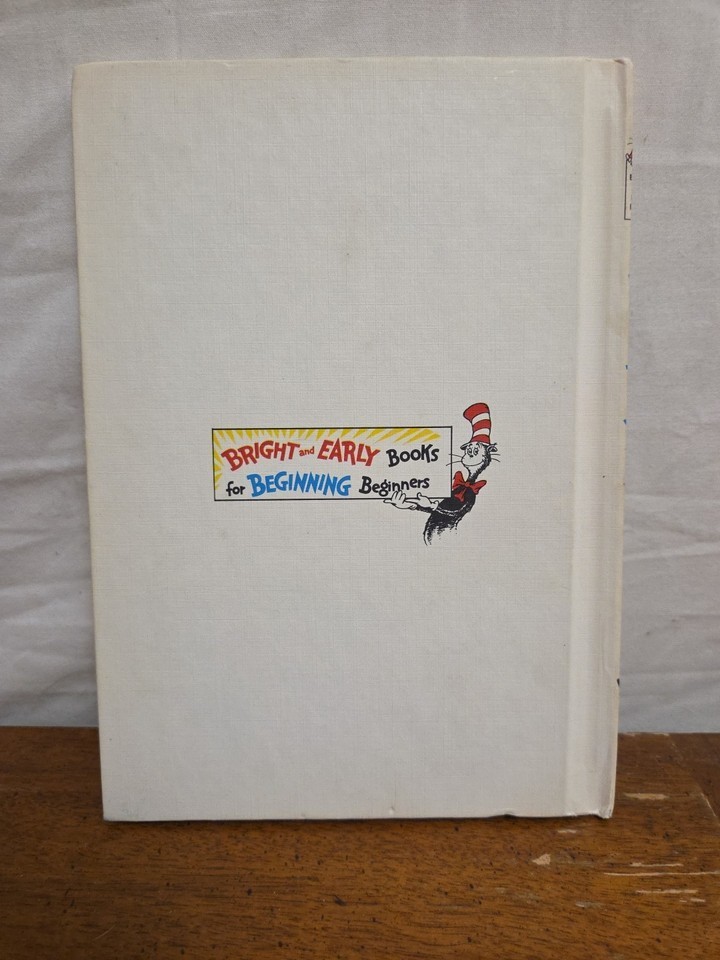 BRIGHT and EARLY Books
for BEGINNING Beginners